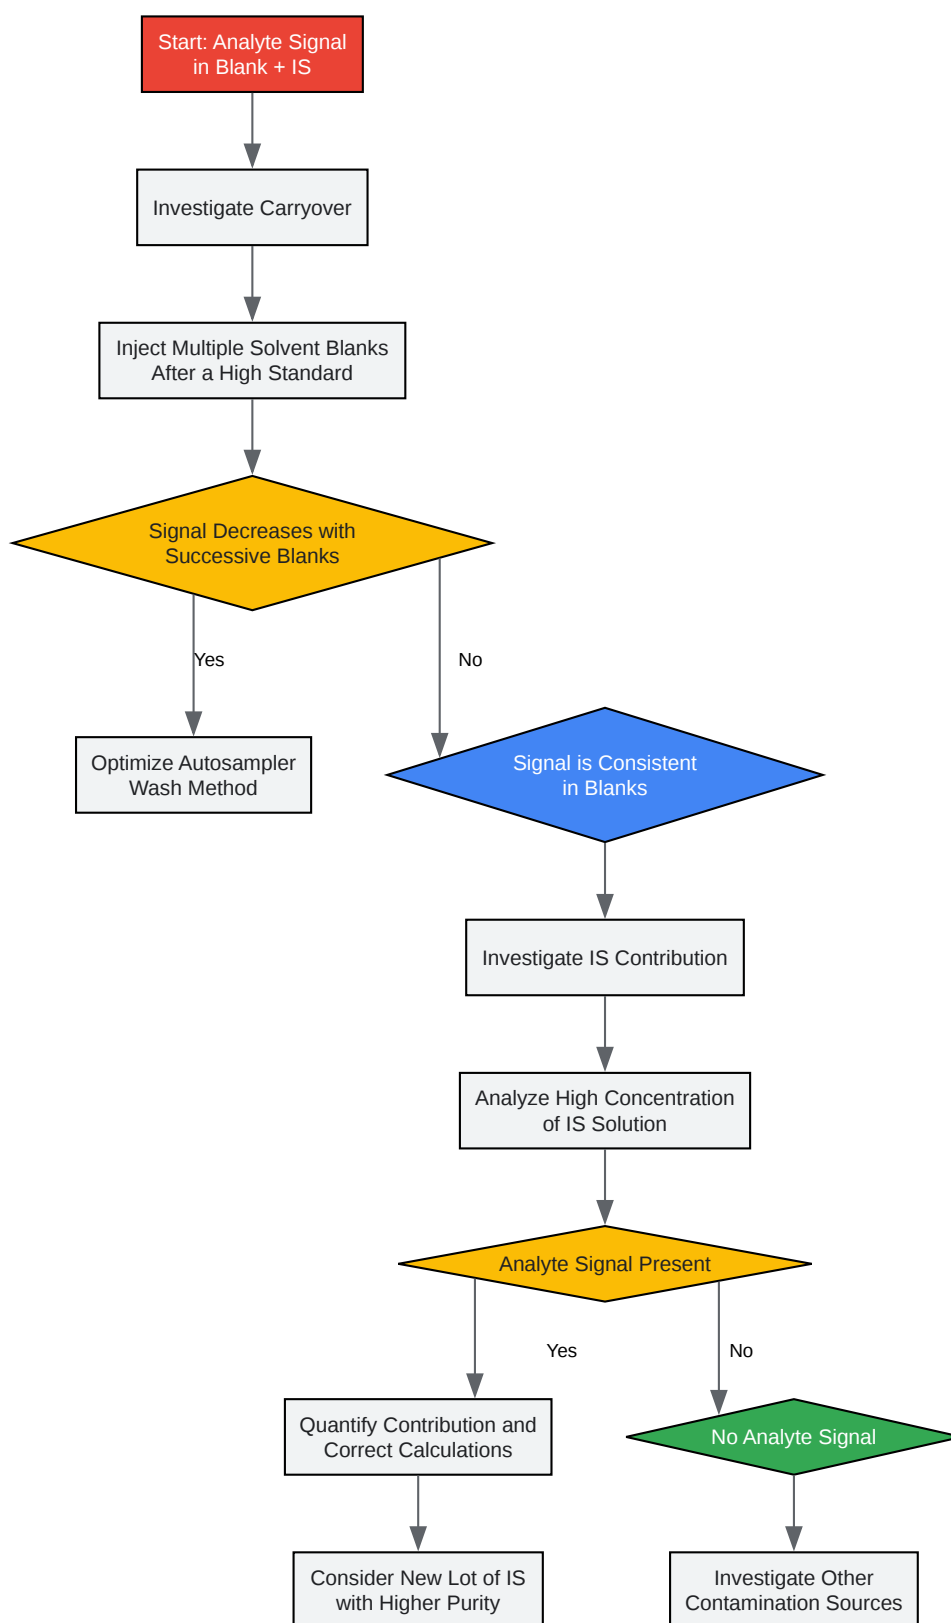 Start: Analyte Signal
in Blank + IS
Investigate Carryover
Inject Multiple Solvent Blanks
After a High Standard
Signal Decreases with
Successive Blanks
Yes
No
Optimize Autosampler
Wash Method
Signal is Consistent
in Blanks
Investigate IS Contribution
Analyze High Concentration
of IS Solution
Analyte Signal Present
Yes
No
Quantify Contribution and
Correct Calculations
No Analyte Signal
Consider New Lot of IS
with Higher Purity
Investigate Other
Contamination Sources